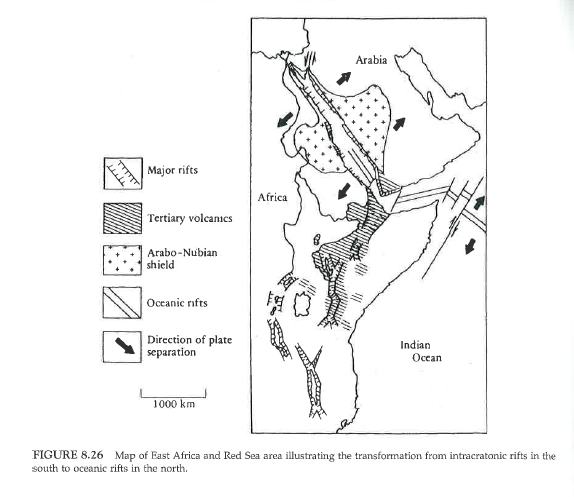 Arabia
Africa
Indian
Ocean
Major rifts
Tertiary volcanics
Arabo-Nubian
shield
Oceanic rifts
Direction of plate
separation
1000 km
FIGURE 8.26 Map of East Africa and Red Sea area illustrating the transformation from intracratonic rifts in the
south to oceanic rifts in the north.